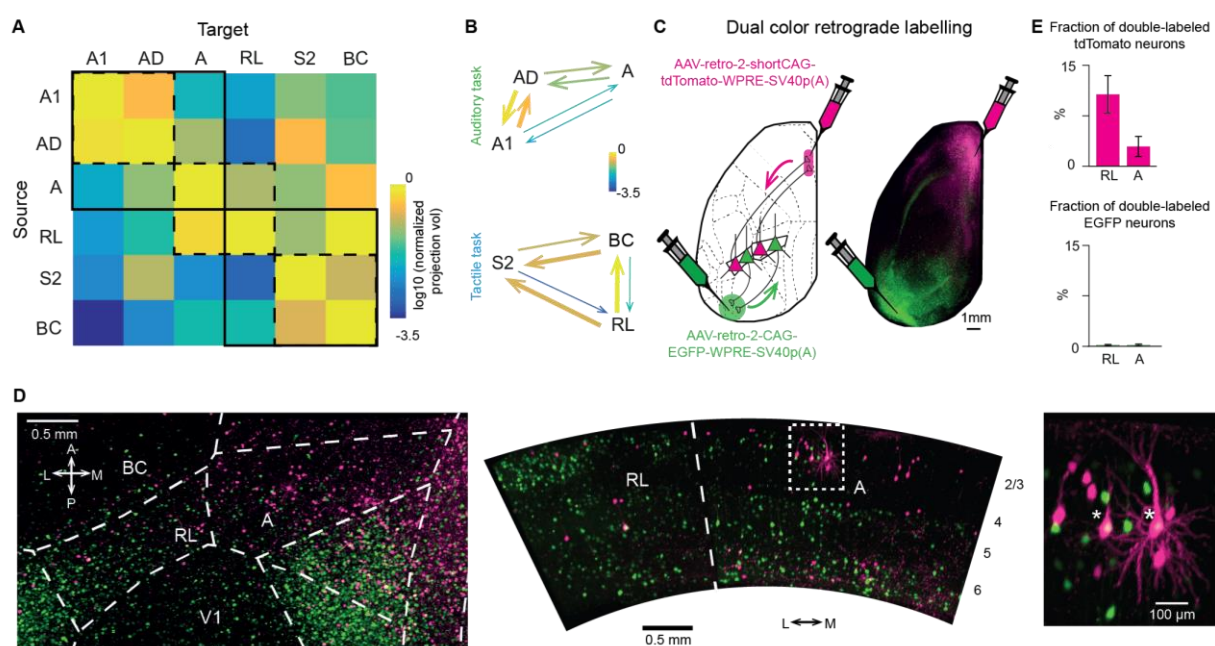 A
Target
A1 AD A RL S2 BC
Source
A1
AD
A
RL
S2
BC
0
-3.5
log10 (normalized
projection vol)
B
Auditory task
AD
A
A1
0
-3.5
Tactile task
BC
S2
RL
C
Dual color retrograde labelling
AAV-retro-2-shortCAG-
tdTomato-WPRE-SV40p(A)
AAV-retro-2-CAG-
EGFP-WPRE-SV40p(A)
1mm
E
Fraction of double-labeled
tdTomato neurons
15
%
0
RL A
Fraction of double-labeled
EGFP neurons
15
%
0
RL A
D
0.5 mm
A
L M
P
BC
A
RL
V1
RL
A
2/3
4
5
6
0.5 mm
L M
* *
100 µm